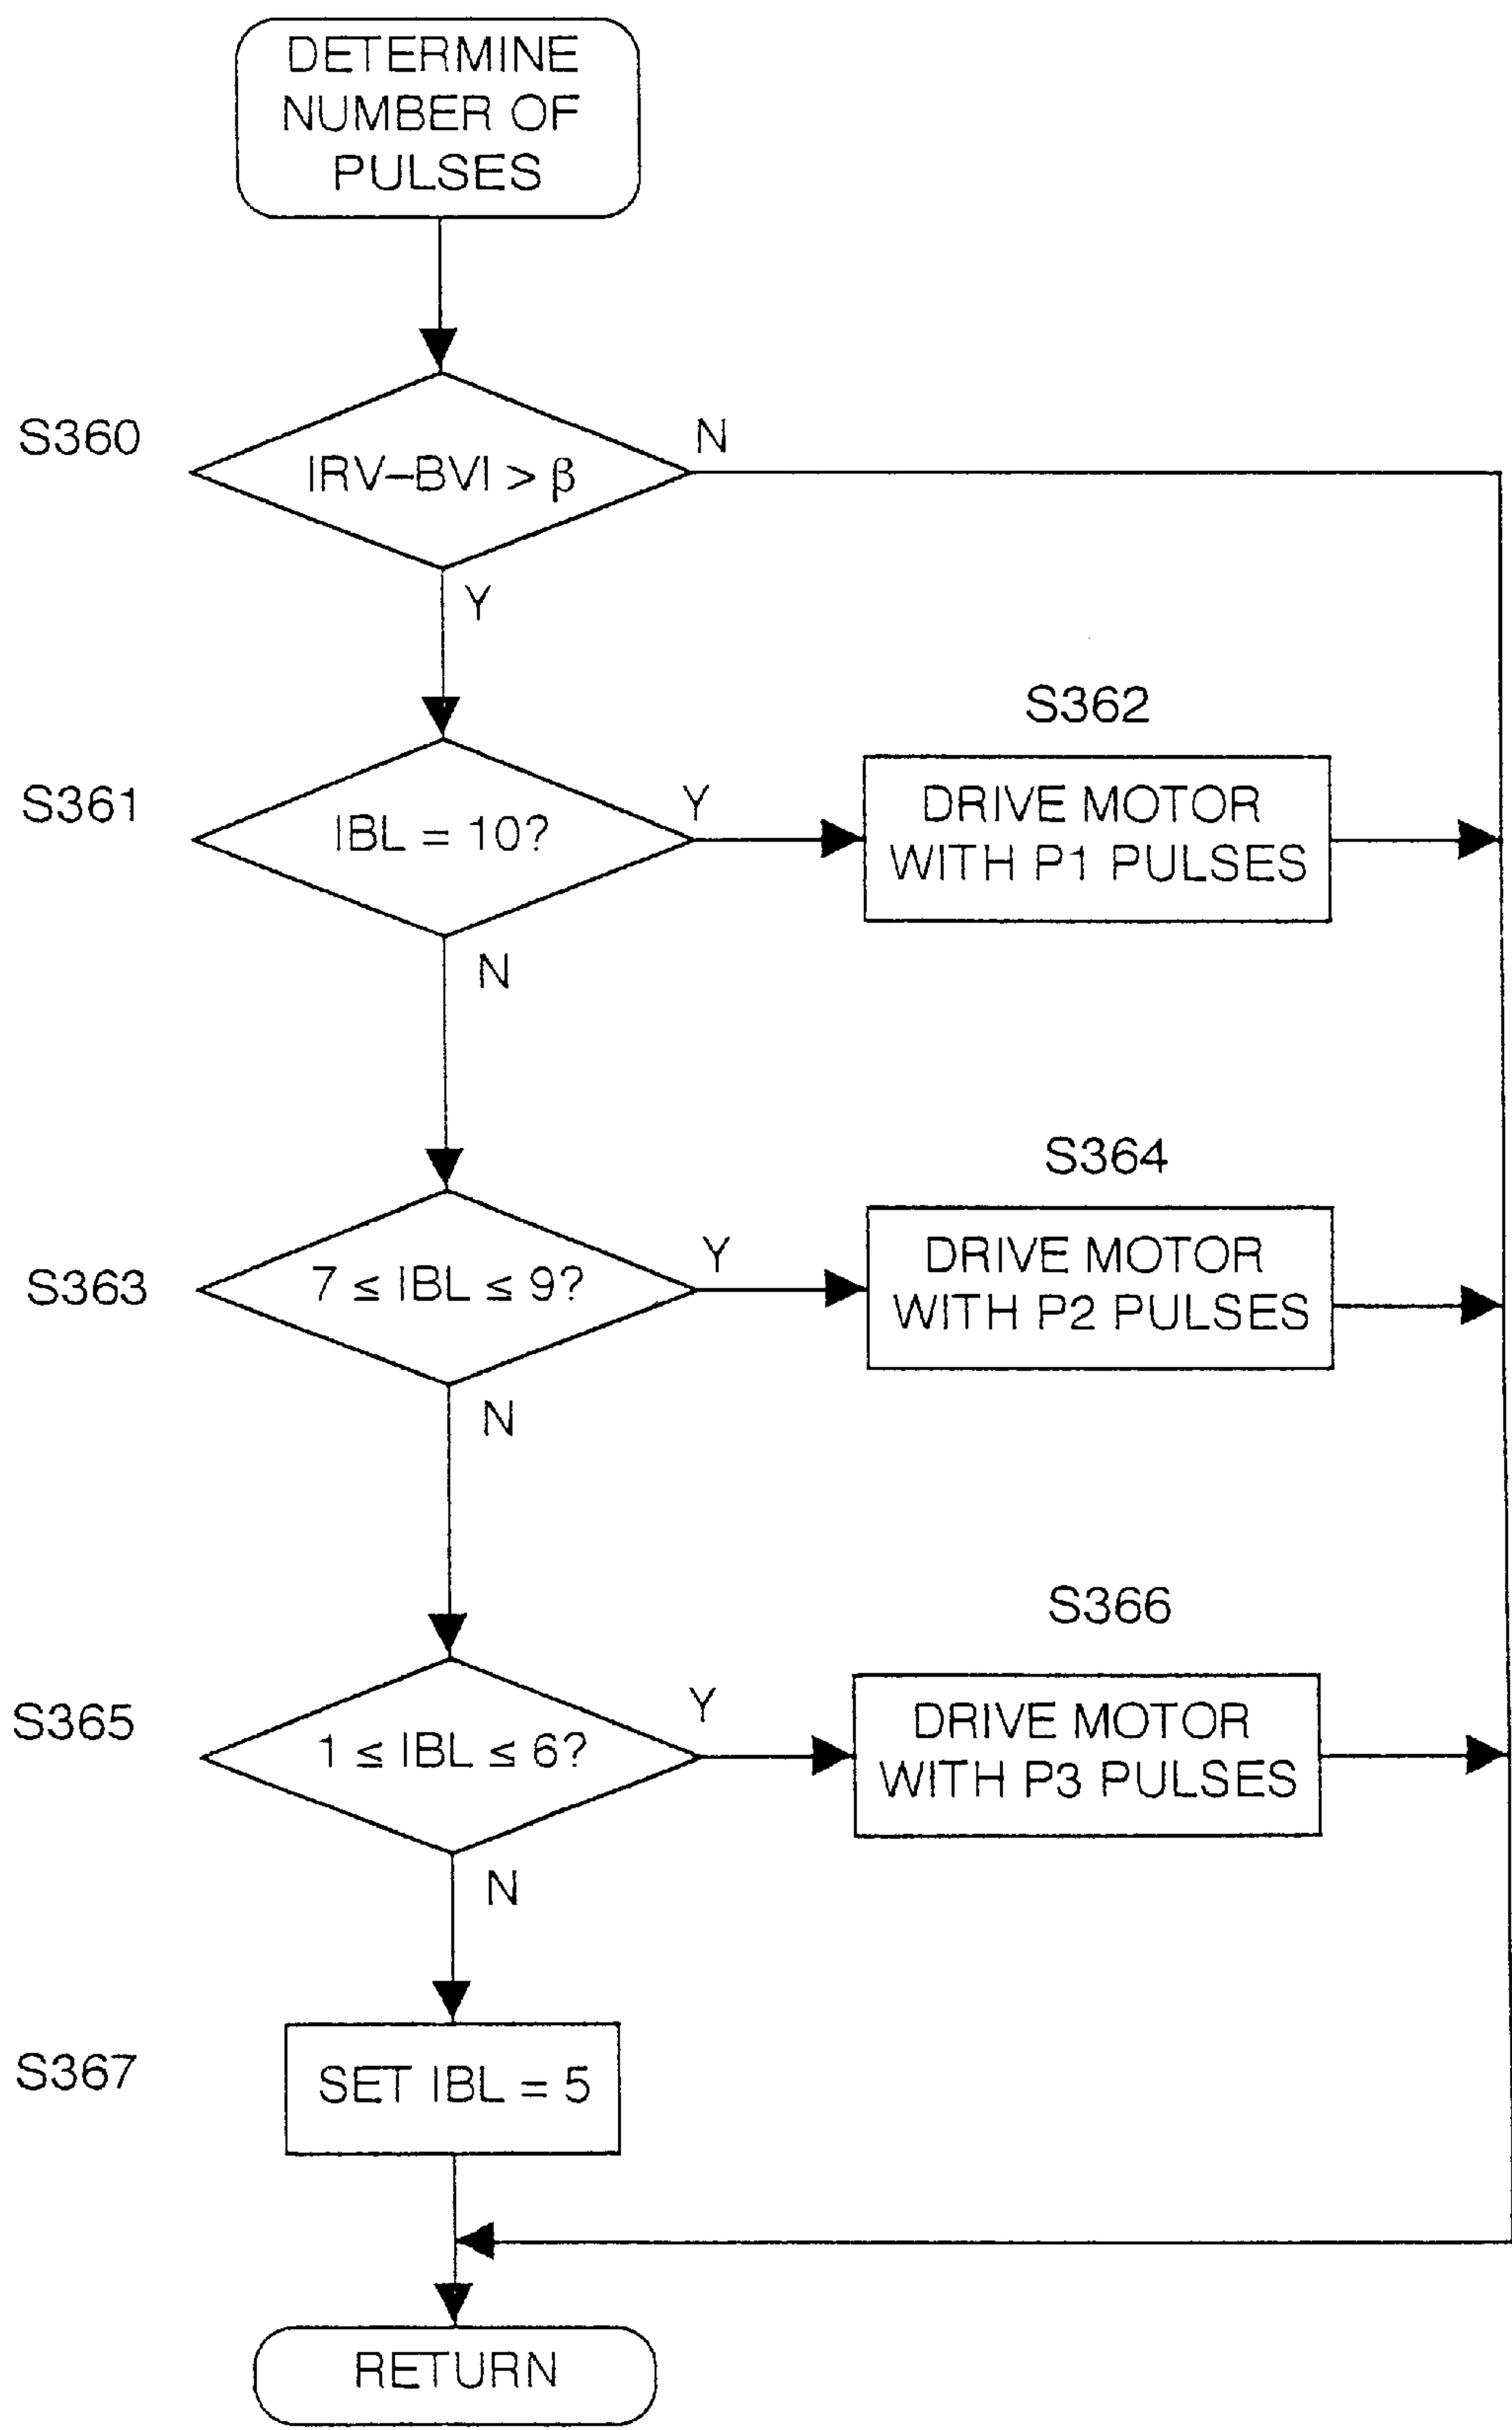 DETERMINE
NUMBER OF
PULSES
S360
IRV–BVI > β
N
Y
S361
IBL = 10?
Y
N
S362
DRIVE MOTOR
WITH P1 PULSES
S363
7 ≤ IBL ≤ 9?
Y
N
S364
DRIVE MOTOR
WITH P2 PULSES
S365
1 ≤ IBL ≤ 6?
Y
N
S366
DRIVE MOTOR
WITH P3 PULSES
S367
SET IBL = 5
RETURN